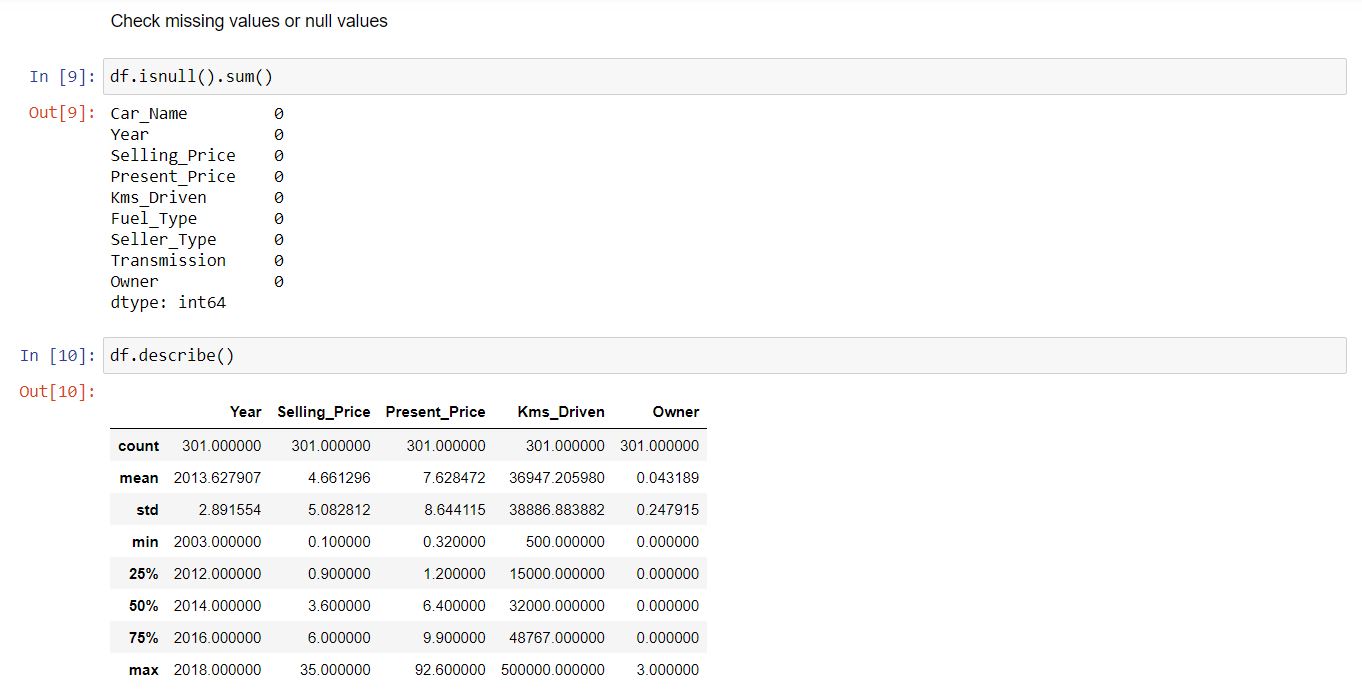 Check missing values or null values
In [9]: df.isnull().sum()
Out[9]: Car_Name 0
Year 0
Selling_Price 0
Present_Price 0
Kms_Driven 0
Fuel_Type 0
Seller_Type 0
Transmission 0
Owner 0
dtype: int64
In [10]: df.describe()
Out[10]:
Year Selling_Price Present_Price Kms_Driven Owner
count 301.000000 301.000000 301.000000 301.000000 301.000000
mean 2013.627907 4.661296 7.628472 36947.205980 0.043189
std 2.891554 5.082812 8.644115 38886.883882 0.247915
min 2003.000000 0.100000 0.320000 500.000000 0.000000
25% 2012.000000 0.900000 1.200000 15000.000000 0.000000
50% 2014.000000 3.600000 6.400000 32000.000000 0.000000
75% 2016.000000 6.000000 9.900000 48767.000000 0.000000
max 2018.000000 35.000000 92.600000 500000.000000 3.000000